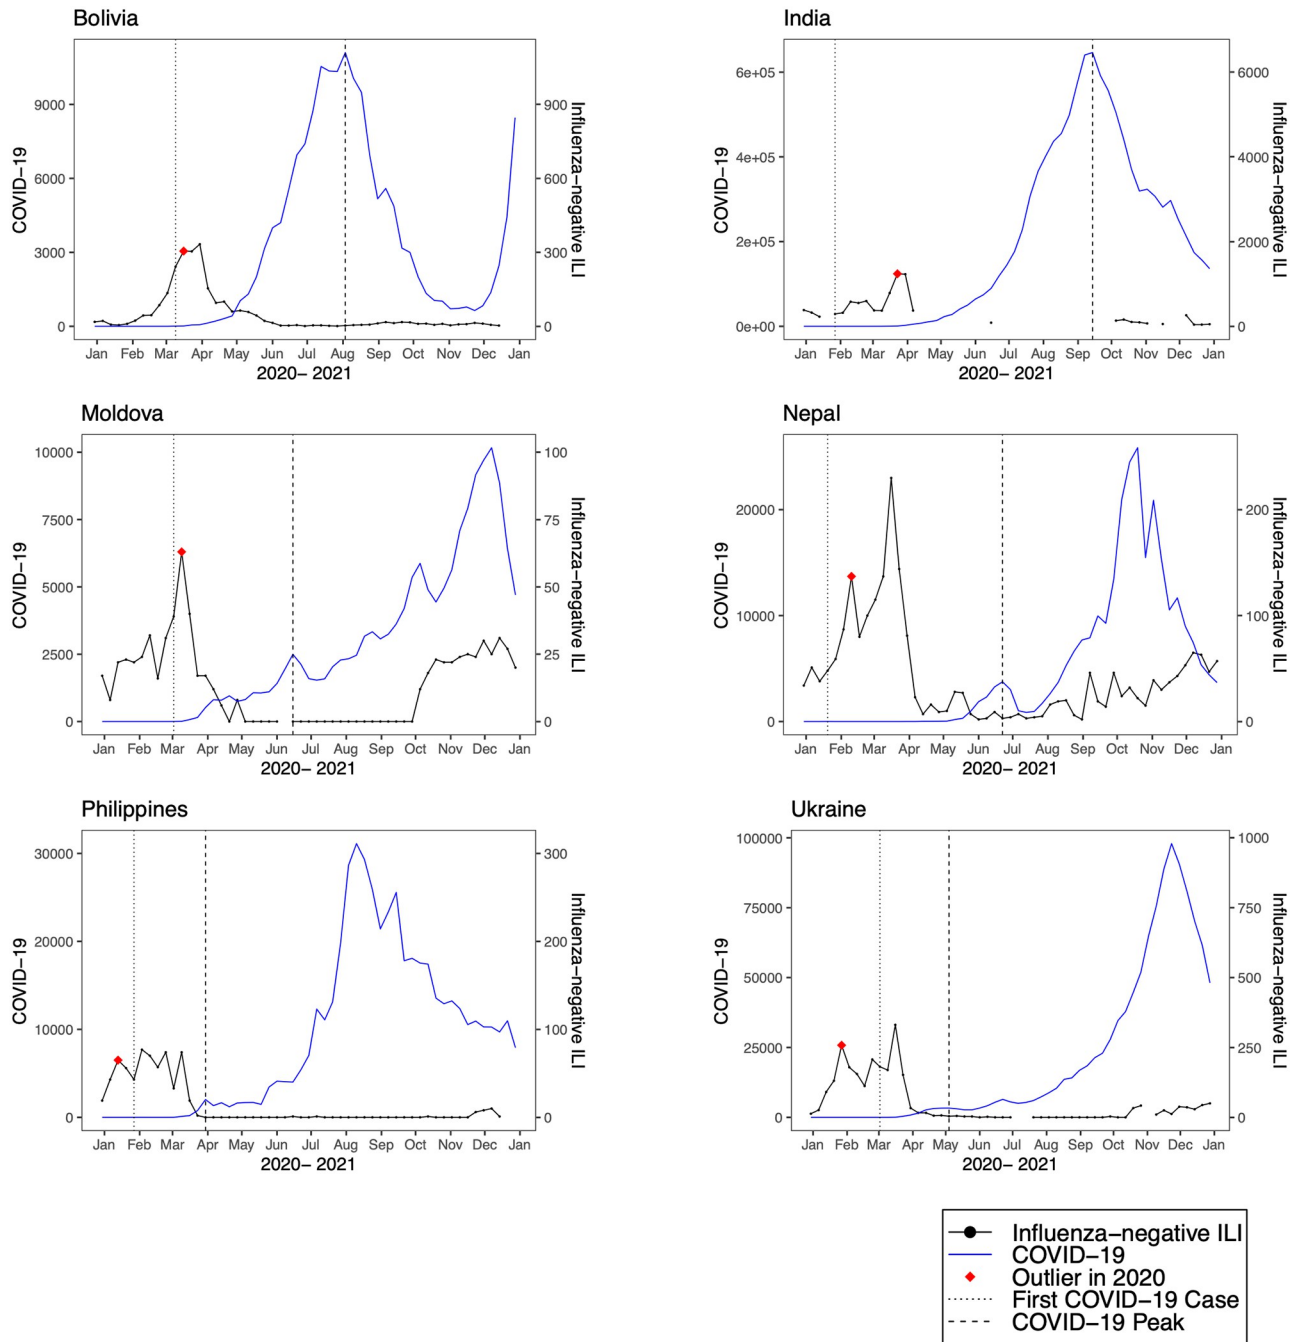 Bolivia
COVID−19
9000
6000
3000
0
900
600
300
0
Influenza−negative ILI
Jan Feb Mar Apr May Jun Jul Aug Sep Oct Nov Dec Jan
2020− 2021
India
COVID−19
6e+05
4e+05
2e+05
0e+00
6000
4000
2000
0
Influenza−negative ILI
Jan Feb Mar Apr May Jun Jul Aug Sep Oct Nov Dec Jan
2020− 2021
Moldova
COVID−19
10000
7500
5000
2500
0
100
75
50
25
0
Influenza−negative ILI
Jan Feb Mar Apr May Jun Jul Aug Sep Oct Nov Dec Jan
2020− 2021
Nepal
COVID−19
20000
10000
0
200
100
0
Influenza−negative ILI
Jan Feb Mar Apr May Jun Jul Aug Sep Oct Nov Dec Jan
2020− 2021
Philippines
COVID−19
30000
20000
10000
0
300
200
100
0
Influenza−negative ILI
Jan Feb Mar Apr May Jun Jul Aug Sep Oct Nov Dec Jan
2020− 2021
Ukraine
COVID−19
100000
75000
50000
25000
0
1000
750
500
250
0
Influenza−negative ILI
Jan Feb Mar Apr May Jun Jul Aug Sep Oct Nov Dec Jan
2020− 2021
Influenza−negative ILI
COVID−19
Outlier in 2020
First COVID−19 Case
COVID−19 Peak